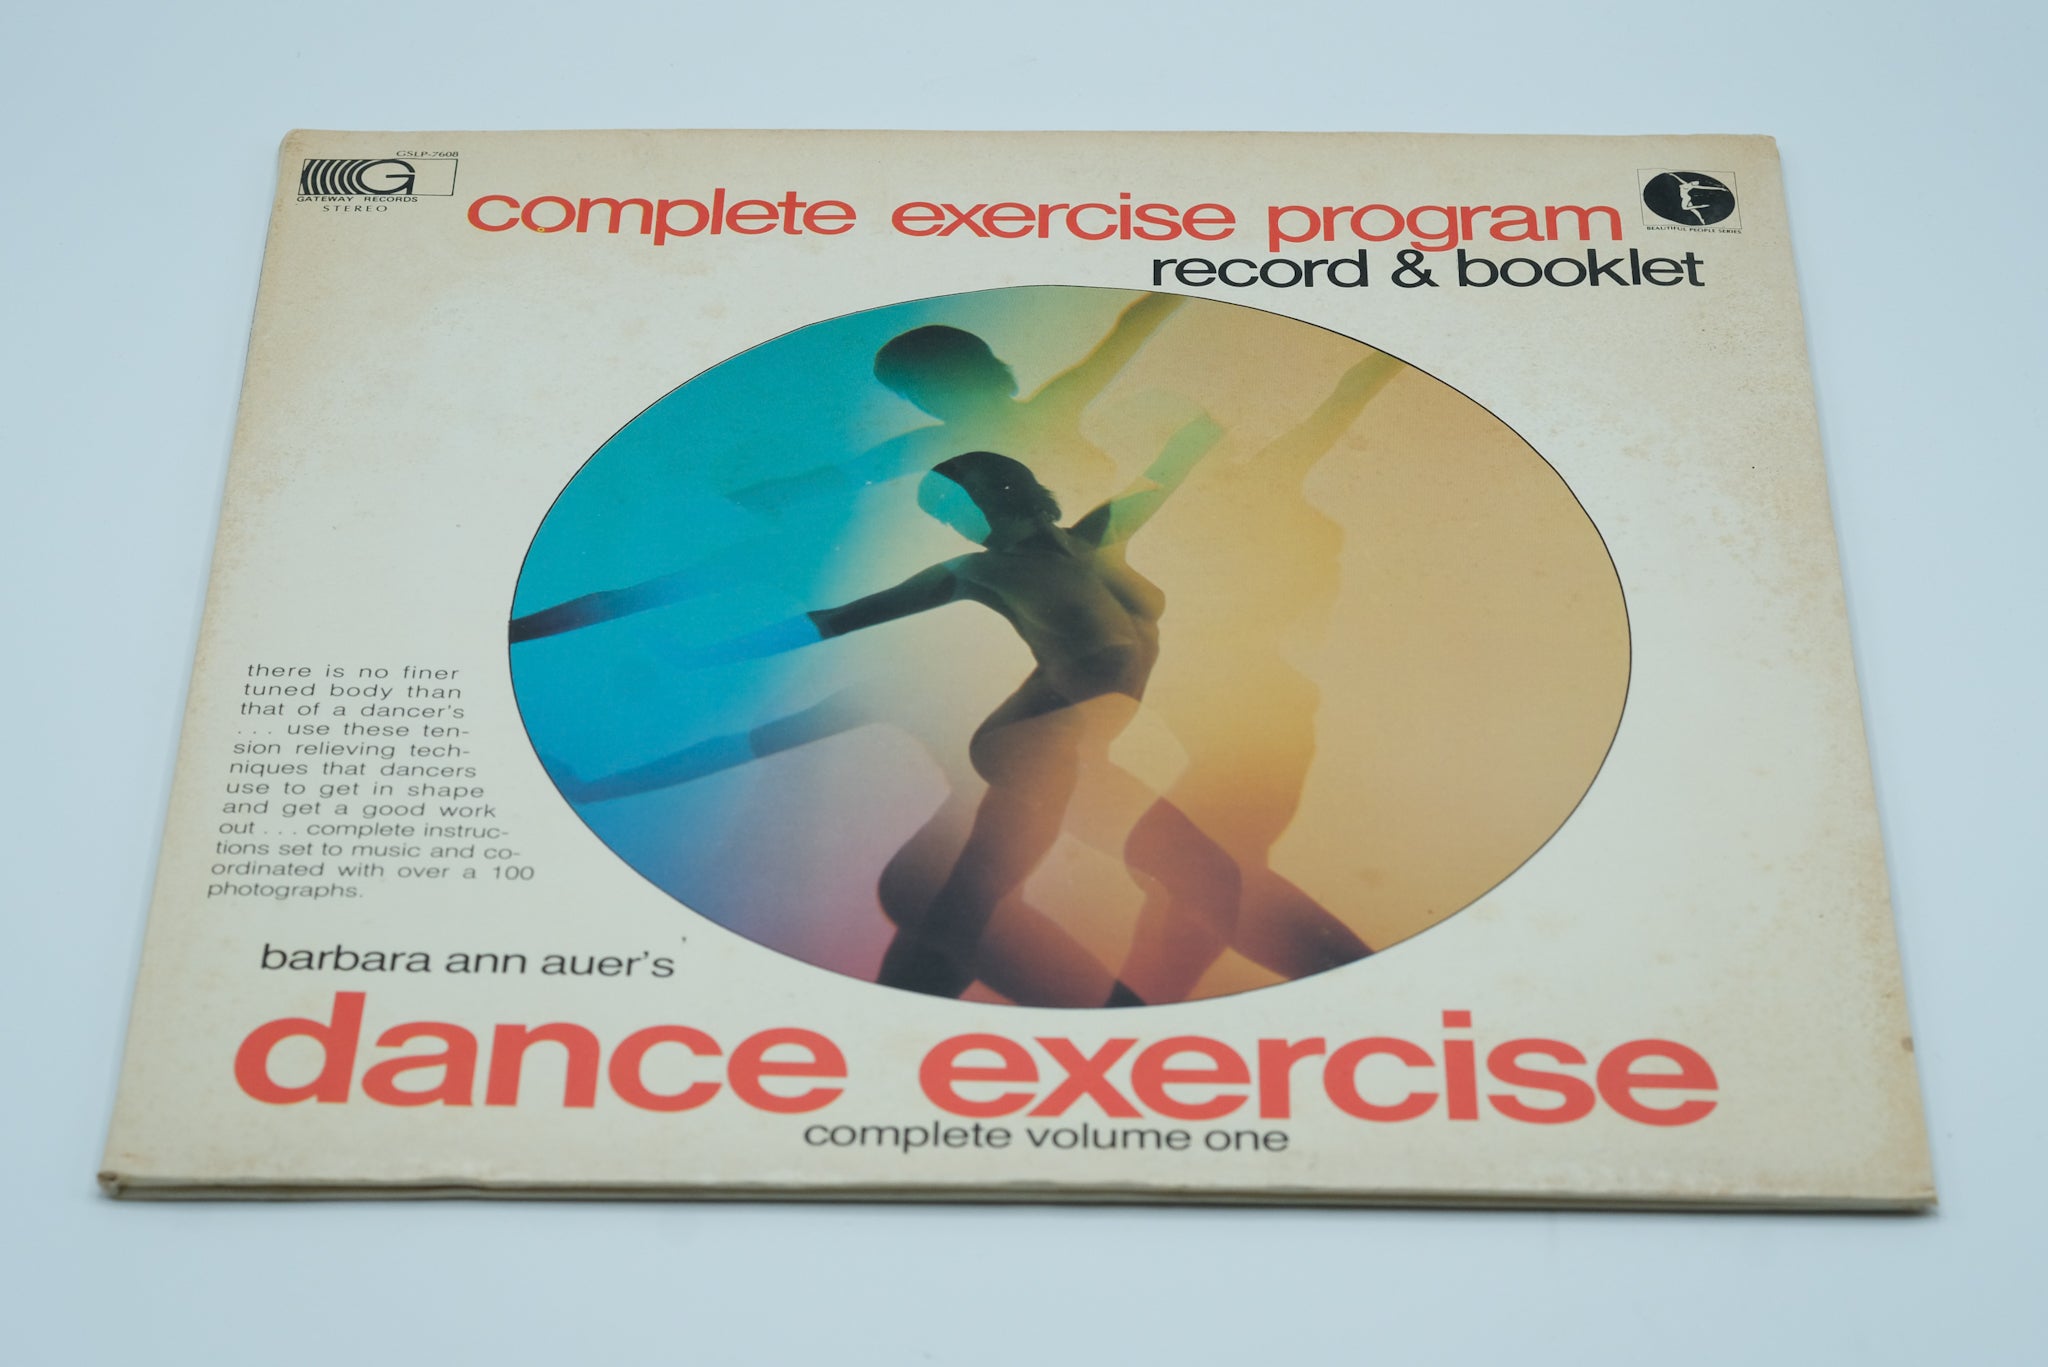 GSLP-7608
G
GATEWAY RECORDS
STEREO
complete exercise program
record & booklet
BEAUTIFUL PEOPLE SERIES
there is no finer
tuned body than
that of a dancer's
. . . use these ten-
sion relieving tech-
niques that dancers
use to get in shape
and get a good work
out . . . complete instruc-
tions set to music and co-
ordinated with over a 100
photographs.
barbara ann auer's
dance exercise
complete volume one